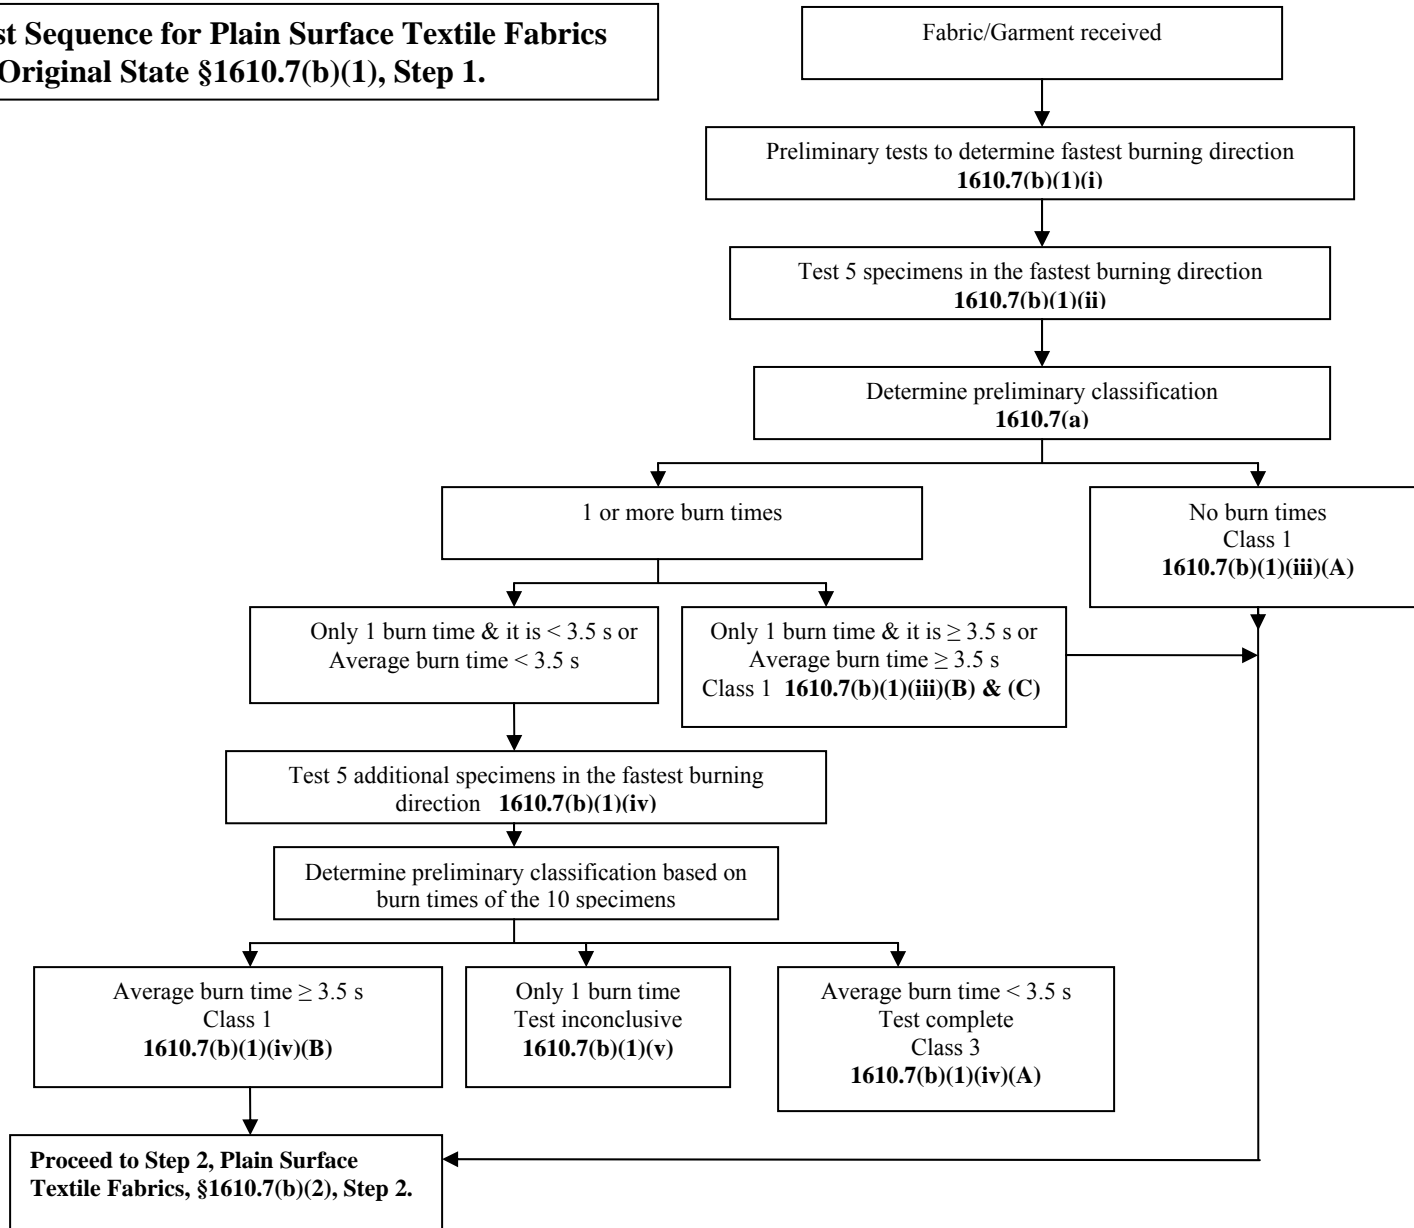 st Sequence for Plain Surface Textile Fabrics
Original State §1610.7(b)(1), Step 1.
Fabric/Garment received
Preliminary tests to determine fastest burning direction
1610.7(b)(1)(i)
Test 5 specimens in the fastest burning direction
1610.7(b)(1)(ii)
Determine preliminary classification
1610.7(a)
1 or more burn times
No burn times
Class 1
1610.7(b)(1)(iii)(A)
Only 1 burn time & it is < 3.5 s or
Average burn time < 3.5 s
Only 1 burn time & it is ≥ 3.5 s or
Average burn time ≥ 3.5 s
Class 1 1610.7(b)(1)(iii)(B) & (C)
Test 5 additional specimens in the fastest burning
direction 1610.7(b)(1)(iv)
Determine preliminary classification based on
burn times of the 10 specimens
Average burn time ≥ 3.5 s
Class 1
1610.7(b)(1)(iv)(B)
Only 1 burn time
Test inconclusive
1610.7(b)(1)(v)
Average burn time < 3.5 s
Test complete
Class 3
1610.7(b)(1)(iv)(A)
Proceed to Step 2, Plain Surface
Textile Fabrics, §1610.7(b)(2), Step 2.